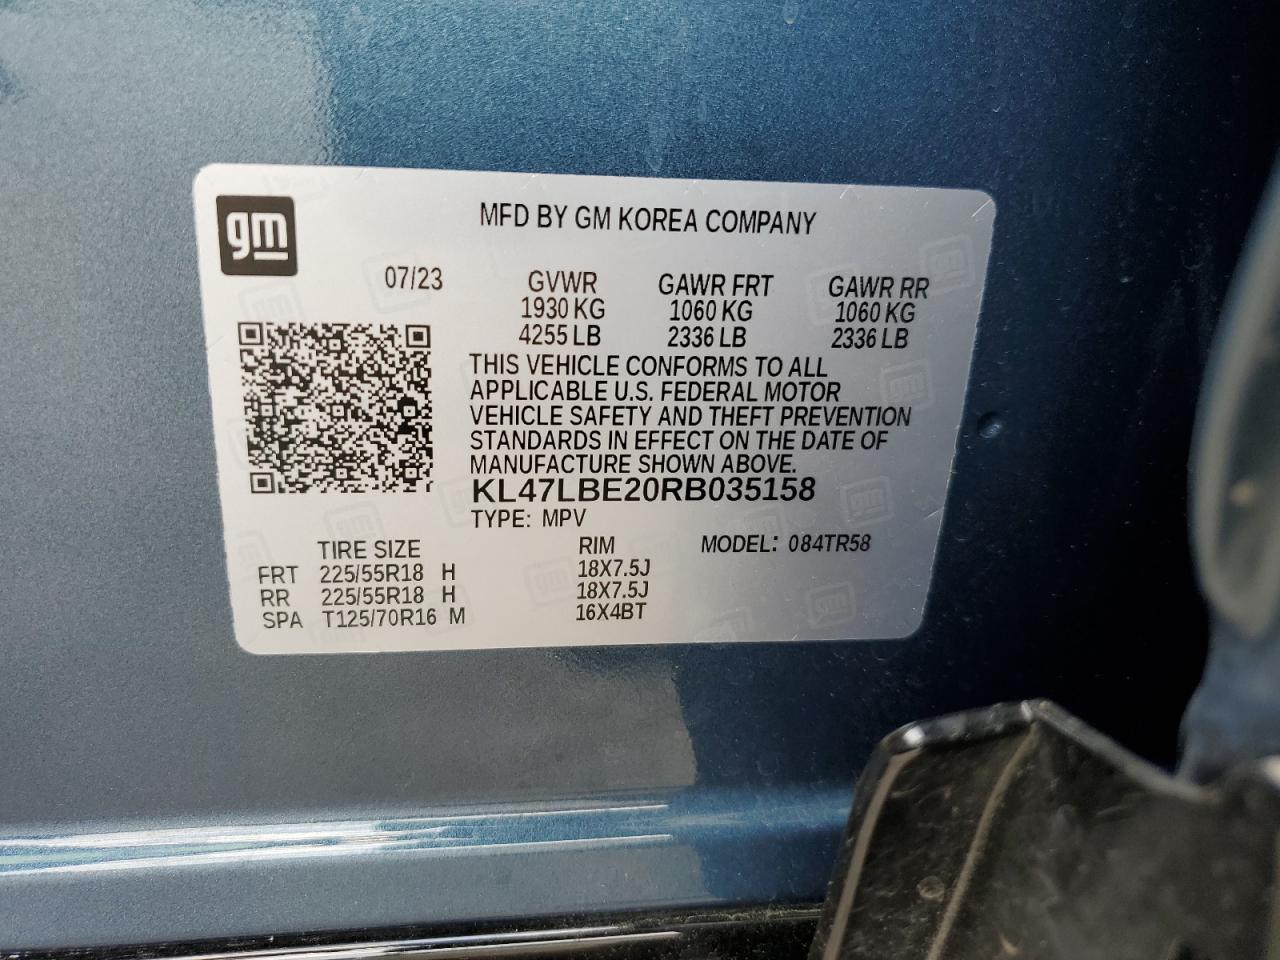 gm
MFD BY GM KOREA COMPANY
07/23 GVWR GAWR FRT GAWR RR
1930 KG 1060 KG 1060 KG
4255 LB 2336 LB 2336 LB
THIS VEHICLE CONFORMS TO ALL
APPLICABLE U.S. FEDERAL MOTOR
VEHICLE SAFETY AND THEFT PREVENTION
STANDARDS IN EFFECT ON THE DATE OF
MANUFACTURE SHOWN ABOVE.
KL47LBE20RB035158
TYPE: MPV
TIRE SIZE RIM MODEL: 084TR58
FRT 225/55R18 H 18X7.5J
RR 225/55R18 H 18X7.5J
SPA T125/70R16 M 16X4BT